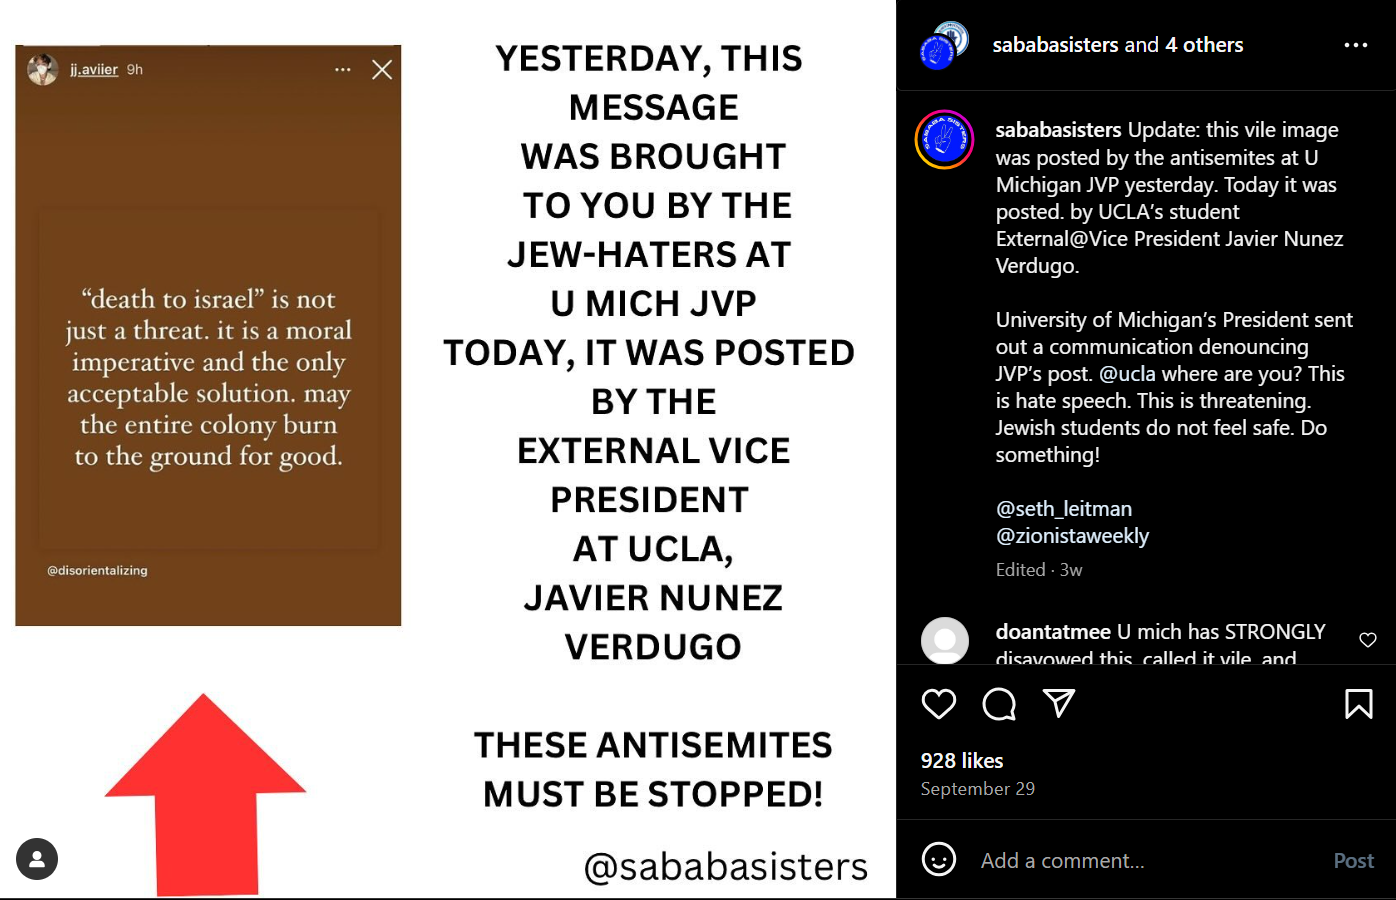 jj.aviier 9h
“death to israel” is not
just a threat. it is a moral
imperative and the only
acceptable solution. may
the entire colony burn
to the ground for good.
@disorientalizing
YESTERDAY, THIS
MESSAGE
WAS BROUGHT
TO YOU BY THE
JEW-HATERS AT
U MICH JVP
TODAY, IT WAS POSTED
BY THE
EXTERNAL VICE
PRESIDENT
AT UCLA,
JAVIER NUNEZ
VERDUGO
THESE ANTISEMITES
MUST BE STOPPED!
@sababasisters
sababasisters and 4 others
SABABA SISTERS
sababasisters Update: this vile image
was posted by the antisemites at U
Michigan JVP yesterday. Today it was
posted. by UCLA’s student
External@Vice President Javier Nunez
Verdugo.
University of Michigan’s President sent
out a communication denouncing
JVP’s post. @ucla where are you? This
is hate speech. This is threatening.
Jewish students do not feel safe. Do
something!
@seth_leitman
@zionistaweekly
Edited · 3w
doantatmee U mich has STRONGLY
disavowed this, called it vile, and
928 likes
September 29
Add a comment...
Post